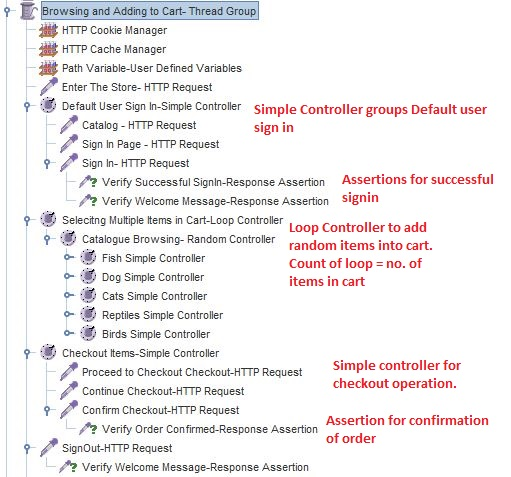 Browsing and Adding to Cart- Thread Group
HTTP Cookie Manager
HTTP Cache Manager
Path Variable-User Defined Variables
Enter The Store- HTTP Request
Default User Sign In-Simple Controller
Simple Controller groups Default user
sign in
Catalog - HTTP Request
Sign In Page - HTTP Request
Sign In- HTTP Request
Verify Successful SignIn-Response Assertion
Assertions for successful
signin
Verify Welcome Message-Response Assertion
Selecitng Multiple Items in Cart-Loop Controller
Loop Controller to add
random items into cart.
Count of loop = no. of
items in cart
Catalogue Browsing- Random Controller
Fish Simple Controller
Dog Simple Controller
Cats Simple Controller
Reptiles Simple Controller
Birds Simple Controller
Checkout Items-Simple Controller
Simple controller for
checkout operation.
Proceed to Checkout Checkout-HTTP Request
Continue Checkout-HTTP Request
Confirm Checkout-HTTP Request
Assertion for confirmation
of order
Verify Order Confirmed-Response Assertion
SignOut-HTTP Request
Verify Welcome Message-Response Assertion